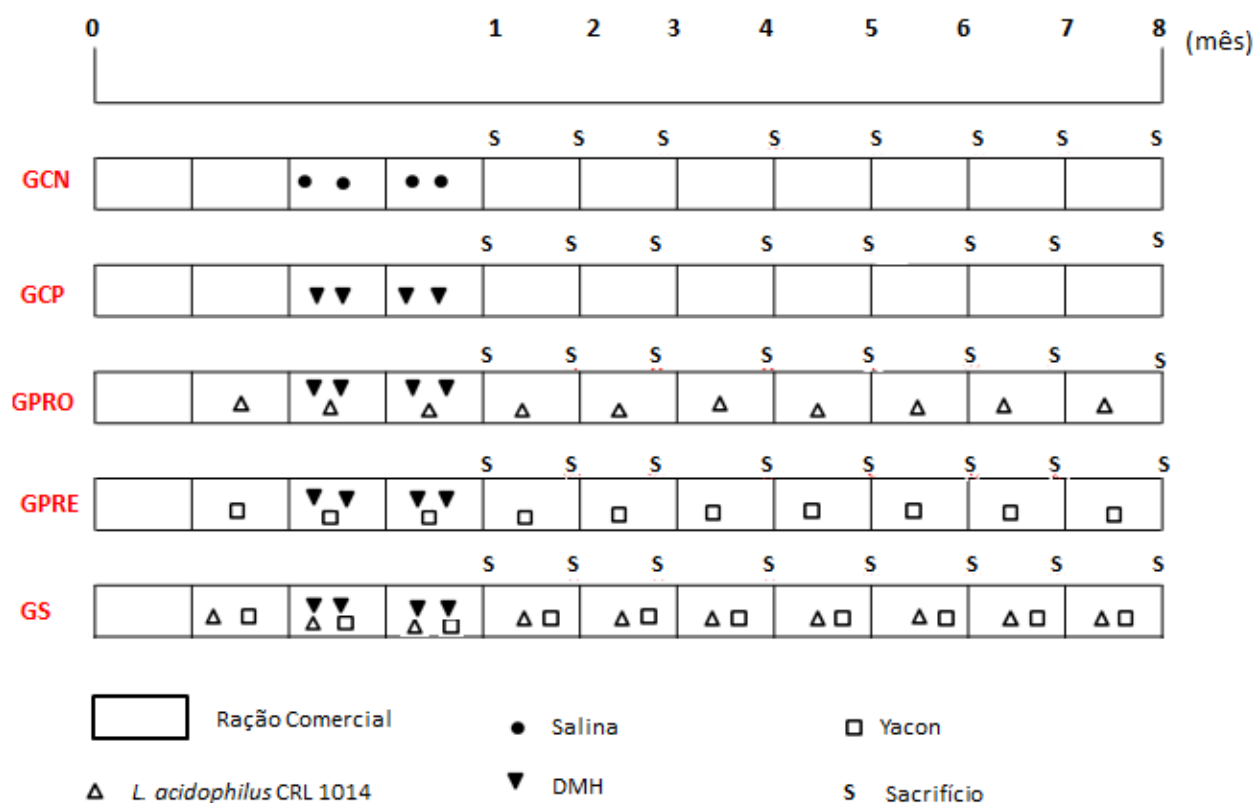 0 1 2 3 4 5 6 7 8 (mês)
S S S S S S S S
GCN
S S S S S S S S
GCP
S S S S S S S S
GPRO
S S S S S S S S
GPRE
S S S S S S S S
GS
Ração Comercial
Salina
Yacon
L. acidophilus CRL 1014
DMH
S Sacrifício